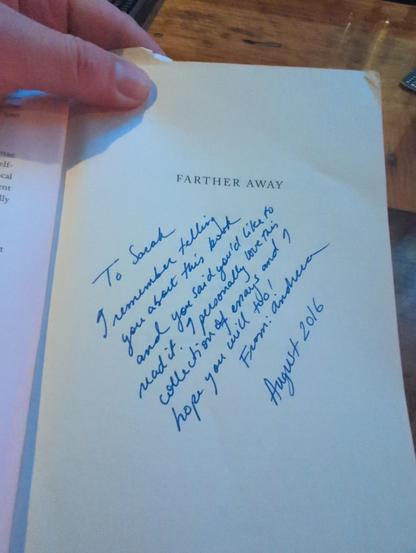 FARTHER AWAY
To Sarah
I remember telling
you about this book
and you said you'd like to
read it. I personally love this
collection of essays and I
hope you will too!
From: andreea
August 2016